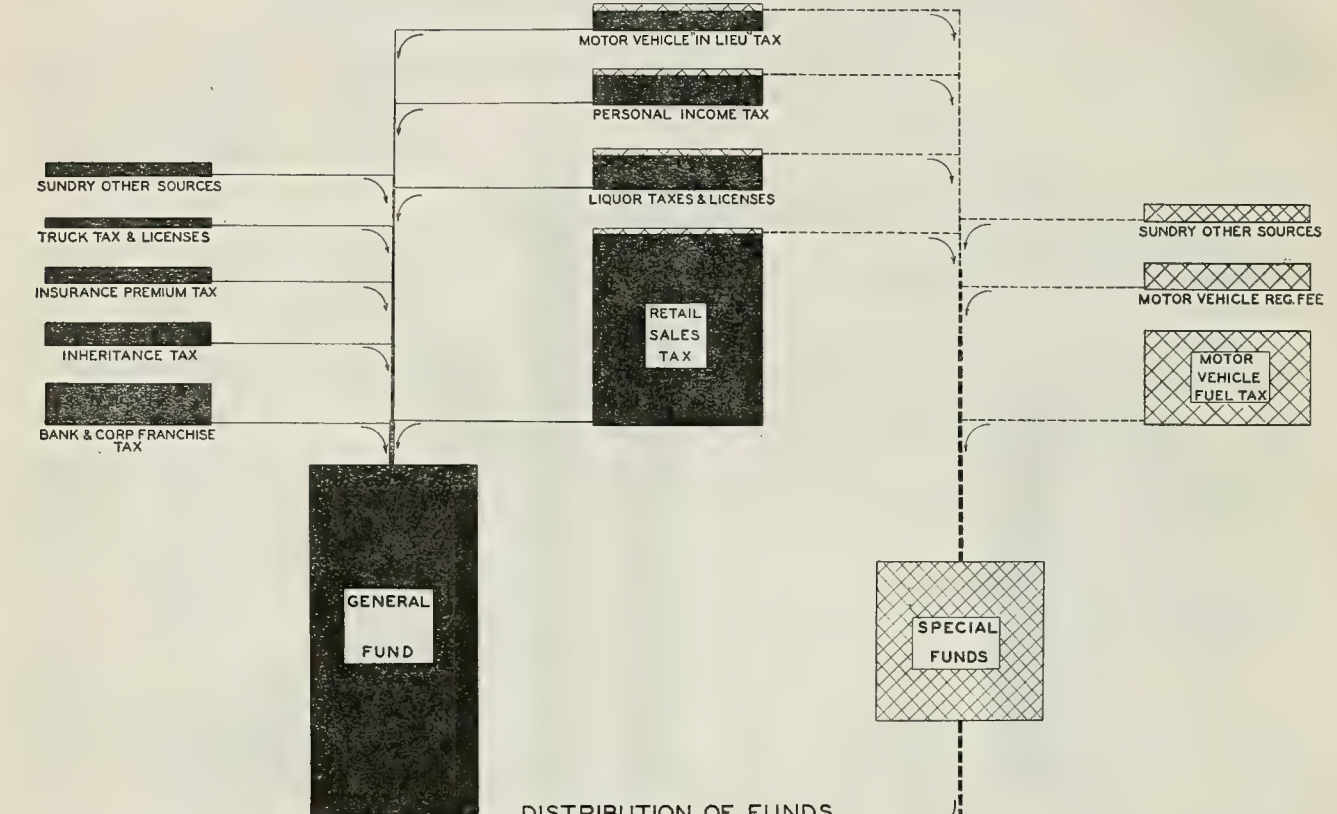 MOTOR VEHICLE "IN LIEU" TAX
PERSONAL INCOME TAX
LIQUOR TAXES & LICENSES
RETAIL
SALES
TAX
SUNDRY OTHER SOURCES
TRUCK TAX & LICENSES
INSURANCE PREMIUM TAX
INHERITANCE TAX
BANK & CORP FRANCHISE
TAX
SUNDRY OTHER SOURCES
MOTOR VEHICLE REG. FEE
MOTOR
VEHICLE
FUEL TAX
GENERAL
FUND
SPECIAL
FUNDS
DISTRIBUTION OF FUNDS